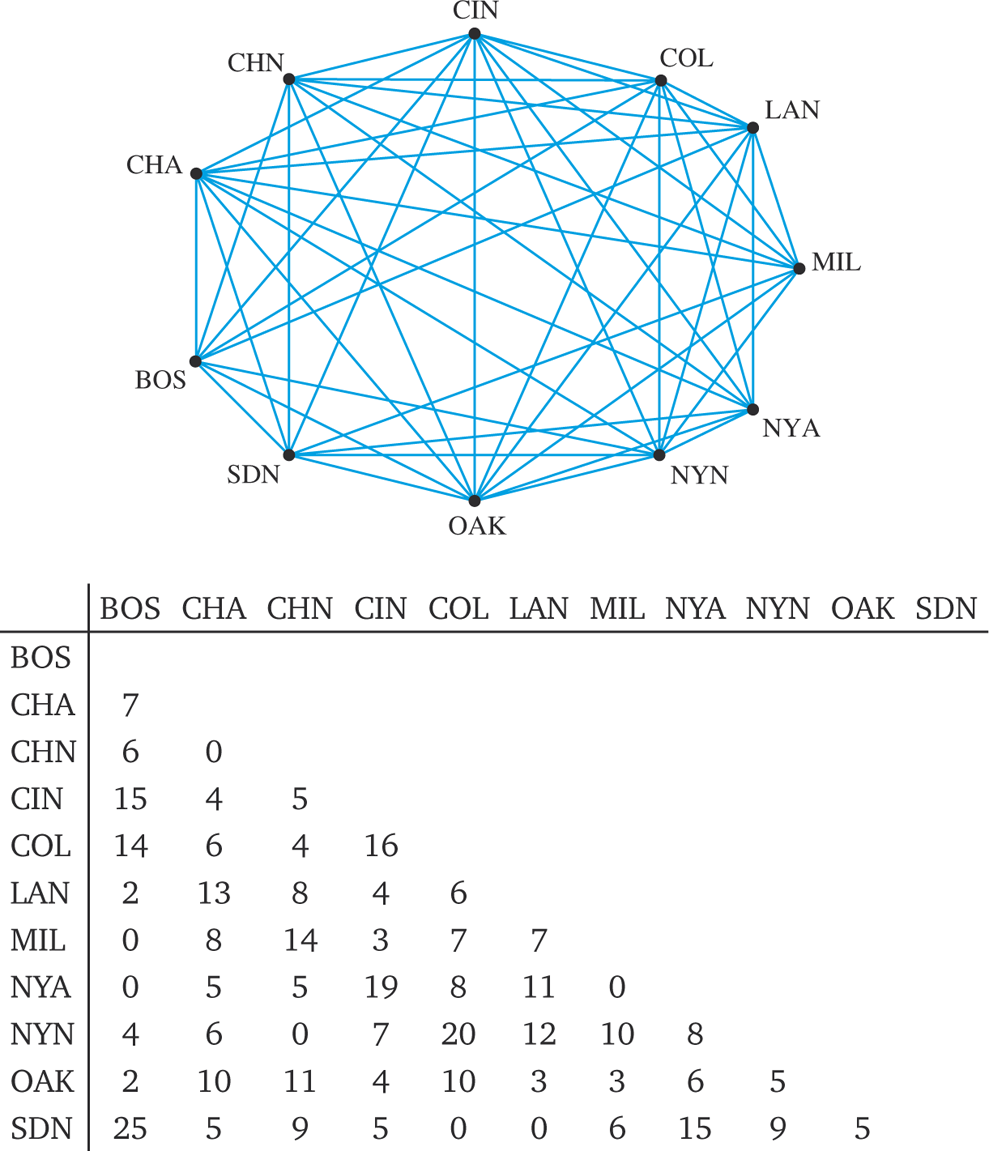 CIN
COL
CHN
LAN
CHA
MIL
BOS
NYA
SDN
NYN
OAK
BOS CHA CHN CIN COL LAN MIL NYA NYN OAK SDN
BOS
CHA 7
CHN 6 0
CIN 15 4 5
COL 14 6 4 16
LAN 2 13 8 4 6
MIL 0 8 14 3 7 7
NYA 0 5 5 19 8 11 0
NYN 4 6 0 7 20 12 10 8
OAK 2 10 11 4 10 3 3 6 5
SDN 25 5 9 5 0 0 6 15 9 5